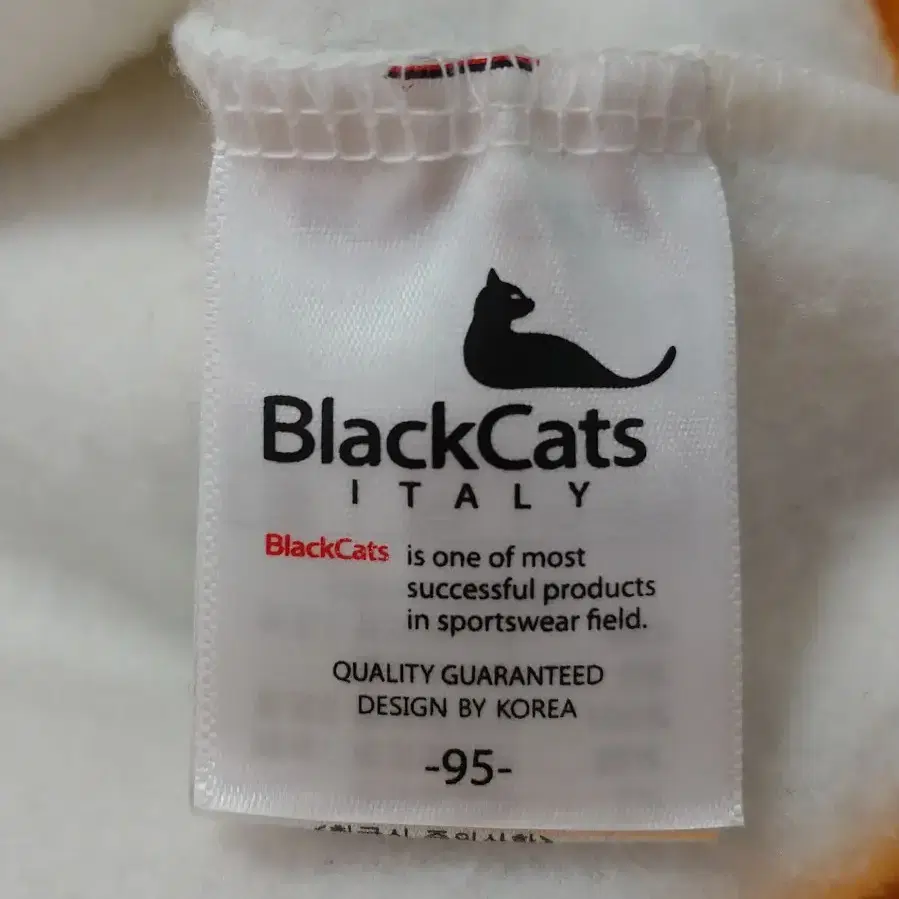 BlackCats
ITALY
BlackCats is one of most
successful products
in sportswear field.
QUALITY GUARANTEED
DESIGN BY KOREA
-95-